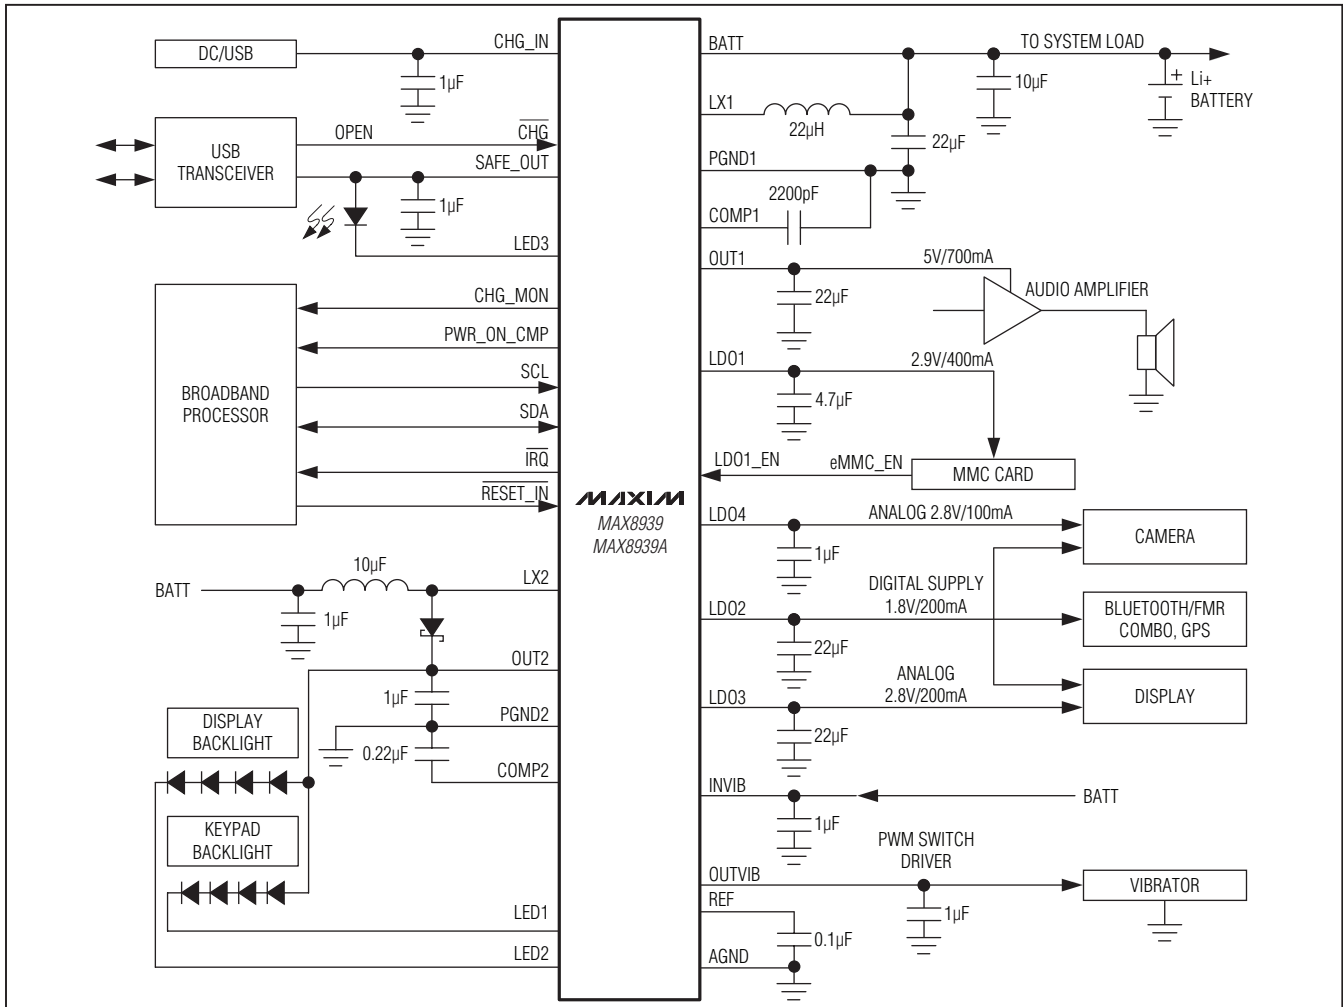 DC/USB
CHG_IN
1µF
USB
TRANSCEIVER
OPEN
CHG
SAFE_OUT
1µF
LED3
BROADBAND
PROCESSOR
CHG_MON
PWR_ON_CMP
SCL
SDA
IRQ
RESET_IN
BATT
10µF
LX2
1µF
OUT2
1µF
PGND2
0.22µF
COMP2
DISPLAY
BACKLIGHT
KEYPAD
BACKLIGHT
LED1
LED2
MAXIM
MAX8939
MAX8939A
BATT
TO SYSTEM LOAD
10µF
+
Li+
BATTERY
LX1
22µH
22µF
PGND1
2200pF
COMP1
OUT1
5V/700mA
22µF
AUDIO AMPLIFIER
LDO1
2.9V/400mA
4.7µF
LDO1_EN
eMMC_EN
MMC CARD
LDO4
ANALOG 2.8V/100mA
1µF
CAMERA
DIGITAL SUPPLY
LDO2
1.8V/200mA
22µF
BLUETOOTH/FMR
COMBO, GPS
ANALOG
LDO3
2.8V/200mA
22µF
DISPLAY
INVIB
BATT
1µF
PWM SWITCH
DRIVER
OUTVIB
1µF
VIBRATOR
REF
0.1µF
AGND